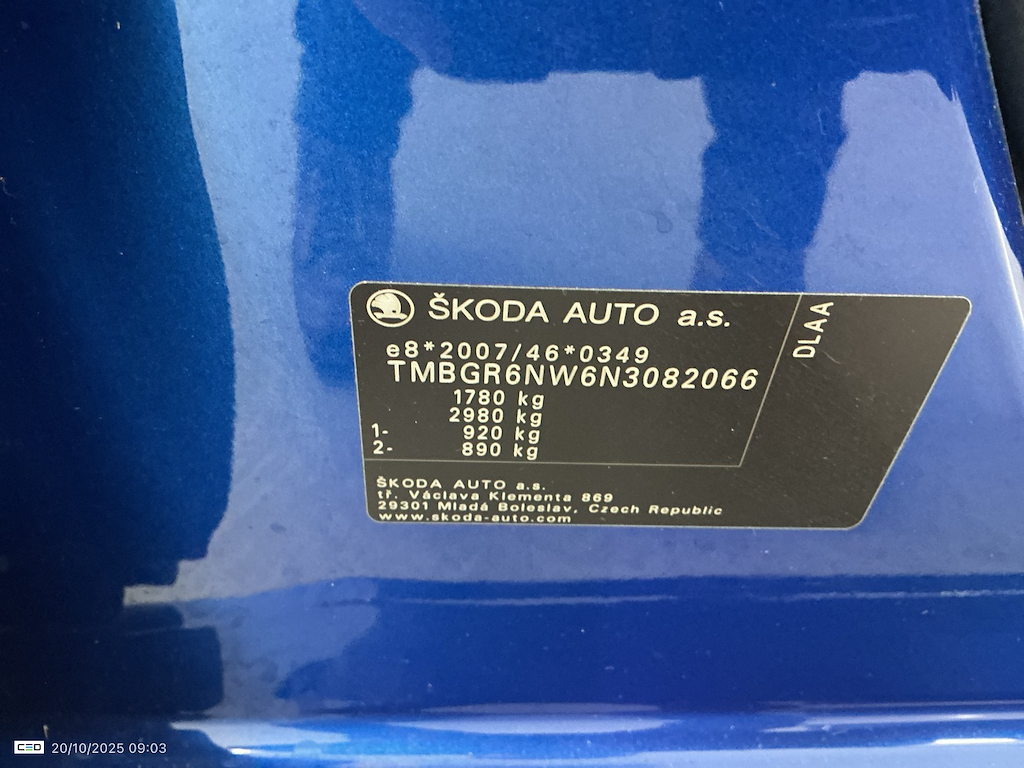 ŠKODA AUTO a.s.
DLAA
e8*2007/46*0349
TMBGR6NW6N3082066
1780 kg
2980 kg
1- 920 kg
2- 890 kg
ŠKODA AUTO a.s.
tř. Václava Klementa 869
29301 Mladá Boleslav, Czech Republic
www.skoda-auto.com
CEO 20/10/2025 09:03